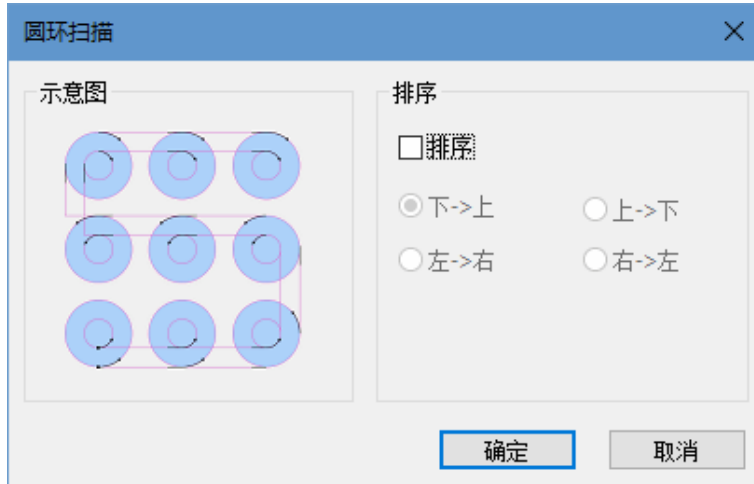 圆环扫描
示意图
排序
排序
下->上
上->下
左->右
右->左
确定
取消